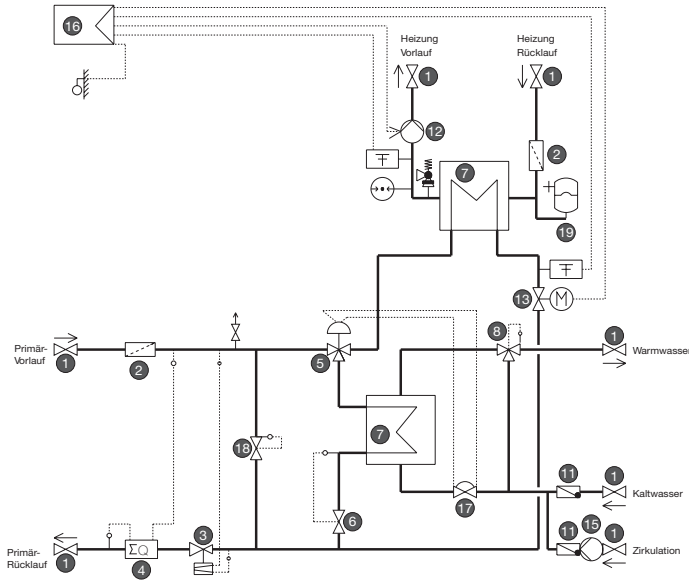 16
Heizung
Vorlauf
Heizung
Rücklauf
1
1
12
2
7
19
13
M
Primär-
Vorlauf
1
2
5
8
1
Warmwasser
7
18
6
17
11
1
Kaltwasser
Primär-
Rücklauf
1
ΣQ
4
3
11
15
1
Zirkulation